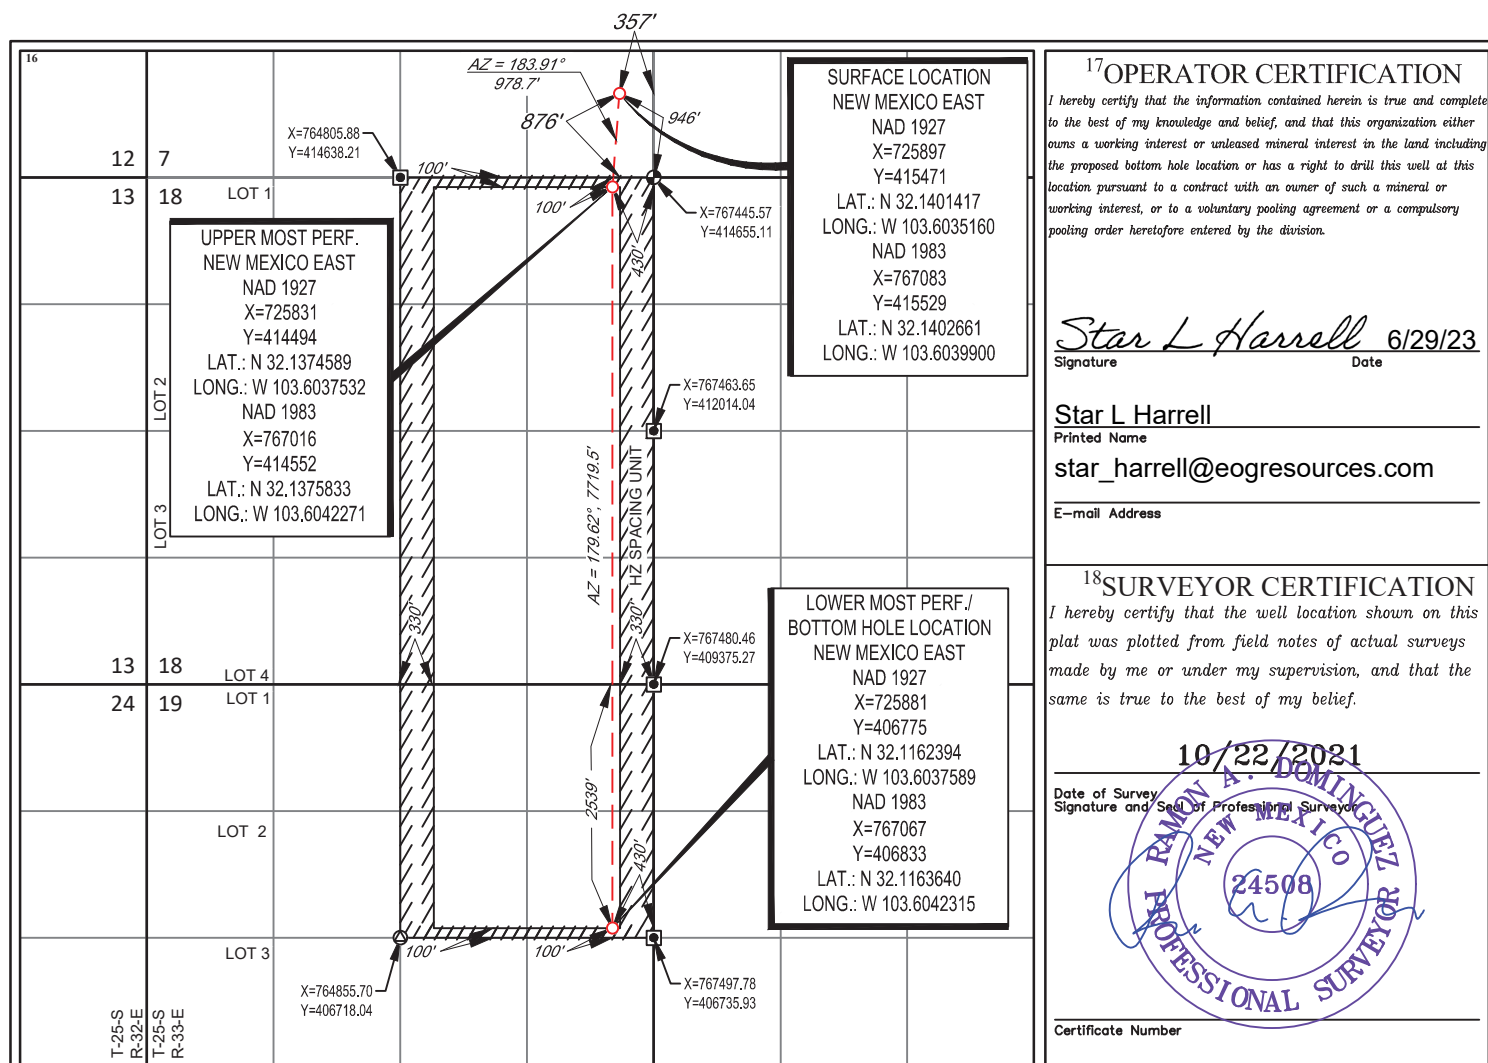 16
357'
AZ = 183.91°
978.7'
876'
946'
X=764805.88
Y=414638.21
12 7
13 18
LOT 1
100'
100'
430'
X=767445.57
Y=414655.11
SURFACE LOCATION
NEW MEXICO EAST
NAD 1927
X=725897
Y=415471
LAT.: N 32.1401417
LONG.: W 103.6035160
NAD 1983
X=767083
Y=415529
LAT.: N 32.1402661
LONG.: W 103.6039900
UPPER MOST PERF.
NEW MEXICO EAST
NAD 1927
X=725831
Y=414494
LAT.: N 32.1374589
LONG.: W 103.6037532
NAD 1983
X=767016
Y=414552
LAT.: N 32.1375833
LONG.: W 103.6042271
LOT 2
LOT 3
X=767463.65
Y=412014.04
AZ = 179.62°, 7719.5'
HZ SPACING UNIT
330'
330'
X=767480.46
Y=409375.27
13 18
LOT 4
24 19
LOT 1
LOWER MOST PERF./
BOTTOM HOLE LOCATION
NEW MEXICO EAST
NAD 1927
X=725881
Y=406775
LAT.: N 32.1162394
LONG.: W 103.6037589
NAD 1983
X=767067
Y=406833
LAT.: N 32.1163640
LONG.: W 103.6042315
2539'
LOT 2
430'
LOT 3
100'
100'
X=764855.70
Y=406718.04
X=767497.78
Y=406735.93
T-25-S
R-32-E
T-25-S
R-33-E
17 OPERATOR CERTIFICATION
I hereby certify that the information contained herein is true and complete
to the best of my knowledge and belief, and that this organization either
owns a working interest or unleased mineral interest in the land including
the proposed bottom hole location or has a right to drill this well at this
location pursuant to a contract with an owner of such a mineral or
working interest, or to a voluntary pooling agreement or a compulsory
pooling order heretofore entered by the division.
Star L Harrell 6/29/23
Signature Date
Star L Harrell
Printed Name
star_harrell@eogresources.com
E-mail Address
18 SURVEYOR CERTIFICATION
I hereby certify that the well location shown on this
plat was plotted from field notes of actual surveys
made by me or under my supervision, and that the
same is true to the best of my belief.
10/22/2021
Date of Survey
Signature and Seal of Professional Surveyor
RAMON A. DOMINGUEZ
NEW MEXICO
24508
PROFESSIONAL SURVEYOR
Certificate Number